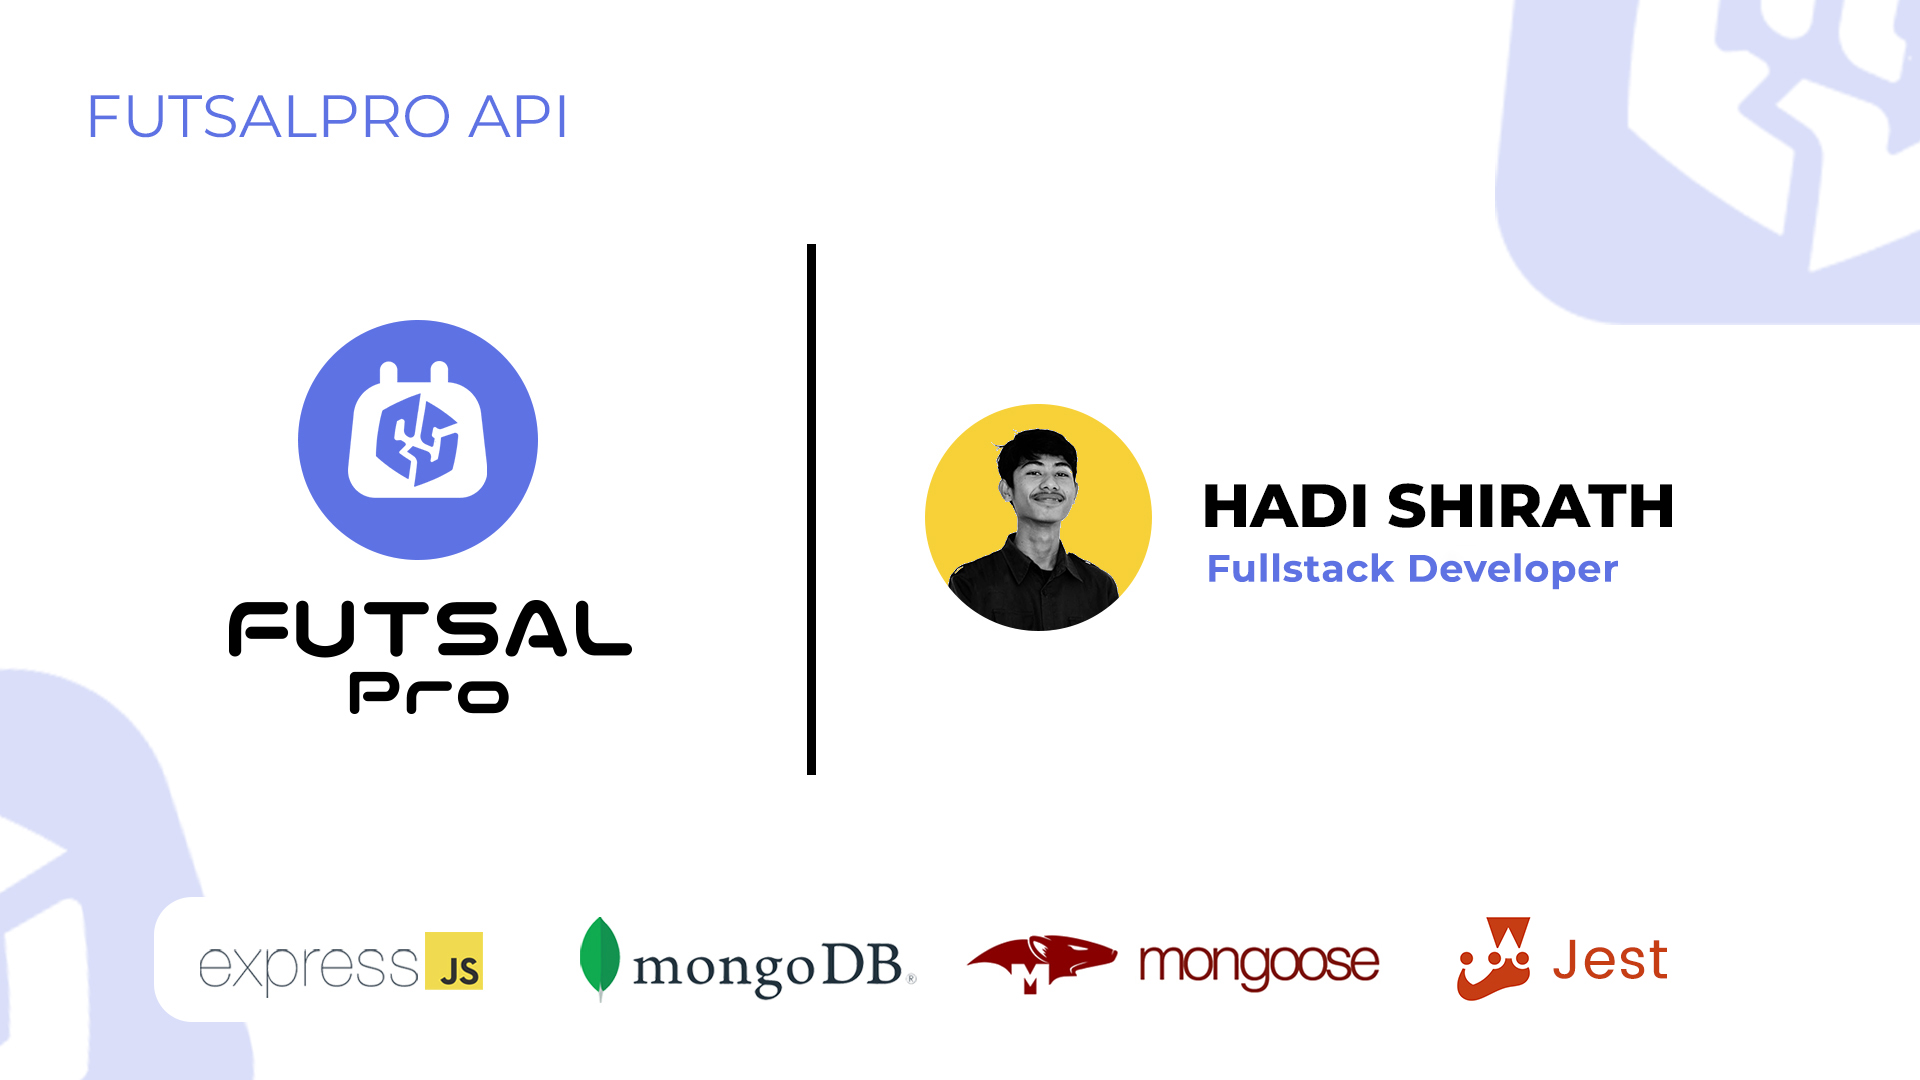 FUTSALPRO API
FUTSAL
Pro
HADI SHIRATH
Fullstack Developer
express JS
mongoDB®
M mongoose
Jest